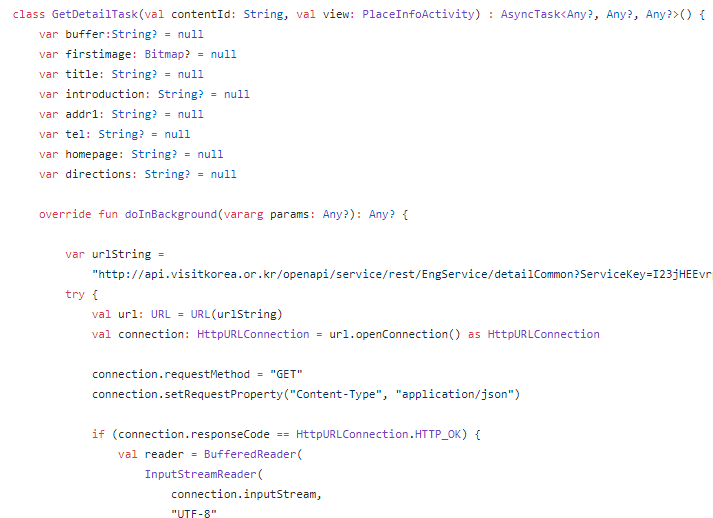 class GetDetailTask(val contentId: String, val view: PlaceInfoActivity) : AsyncTask<Any?, Any?, Any?>() {
var buffer:String? = null
var firstimage: Bitmap? = null
var title: String? = null
var introduction: String? = null
var addr1: String? = null
var tel: String? = null
var homepage: String? = null
var directions: String? = null
override fun doInBackground(vararg params: Any?): Any? {
var urlString =
"http://api.visitkorea.or.kr/openapi/service/rest/EngService/detailCommon?ServiceKey=I23jHEEvr
try {
val url: URL = URL(urlString)
val connection: HttpURLConnection = url.openConnection() as HttpURLConnection
connection.requestMethod = "GET"
connection.setRequestProperty("Content-Type", "application/json")
if (connection.responseCode == HttpURLConnection.HTTP_OK) {
val reader = BufferedReader(
InputStreamReader(
connection.inputStream,
"UTF-8"